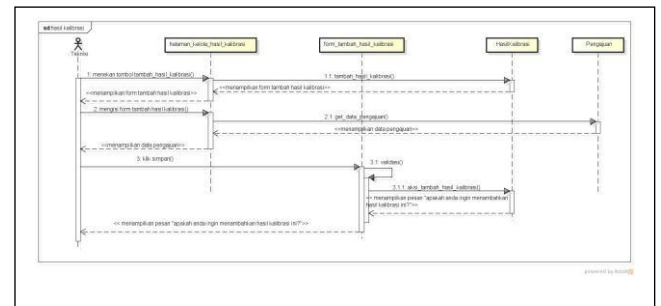 sd hasil kalibrasi
Teknisi
halaman_kelola_hasil_kalibrasi
form_tambah_hasil_kalibrasi
HasilKalibrasi
Pengajuan
1. menekan tombol tambah_hasil_kalibrasi()
1.1. tambah_hasil_kalibrasi()
<<menampilkan form tambah hasil kalibrasi>>
<<menampilkan form tambah hasil kalibrasi>>
2. mengisi form tambah hasil kalibrasi()
2.1. get_data_pengajuan()
<<menampilkan data pengajuan>>
<<menampilkan data pengajuan>>
3. klik simpan()
3.1. validasi()
3.1.1. aksi_tambah_hasil_kalibrasi()
<< menampilkan pesan "apakah anda ingin menambahkan
hasil kalibrasi ini?">>
<< menampilkan pesan "apakah anda ingin menambahkan hasil kalibrasi ini?">>
powered by Astah